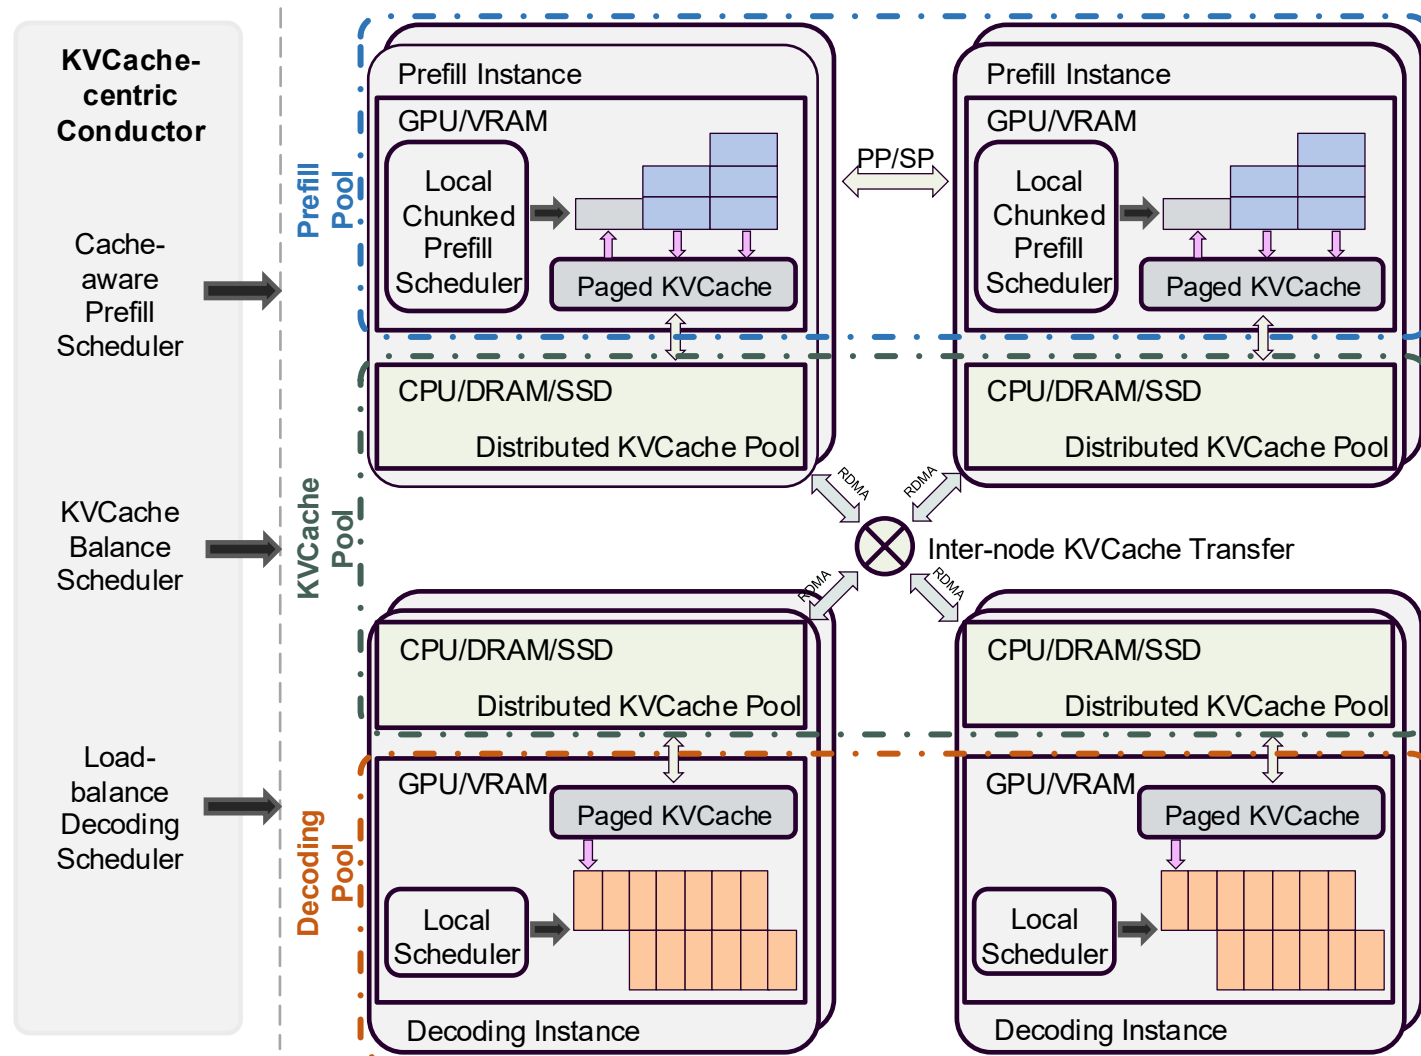 KVCache-
centric
Conductor
Cache-
aware
Prefill
Scheduler
KVCache
Balance
Scheduler
Load-
balance
Decoding
Scheduler
Prefill
Pool
KVCache
Pool
Decoding
Pool
Prefill Instance
GPU/VRAM
Local
Chunked
Prefill
Scheduler
Paged KVCache
CPU/DRAM/SSD
Distributed KVCache Pool
PP/SP
Prefill Instance
GPU/VRAM
Local
Chunked
Prefill
Scheduler
Paged KVCache
CPU/DRAM/SSD
Distributed KVCache Pool
RDMA
RDMA
Inter-node KVCache Transfer
RDMA
RDMA
CPU/DRAM/SSD
Distributed KVCache Pool
GPU/VRAM
Paged KVCache
Local
Scheduler
Decoding Instance
CPU/DRAM/SSD
Distributed KVCache Pool
GPU/VRAM
Paged KVCache
Local
Scheduler
Decoding Instance